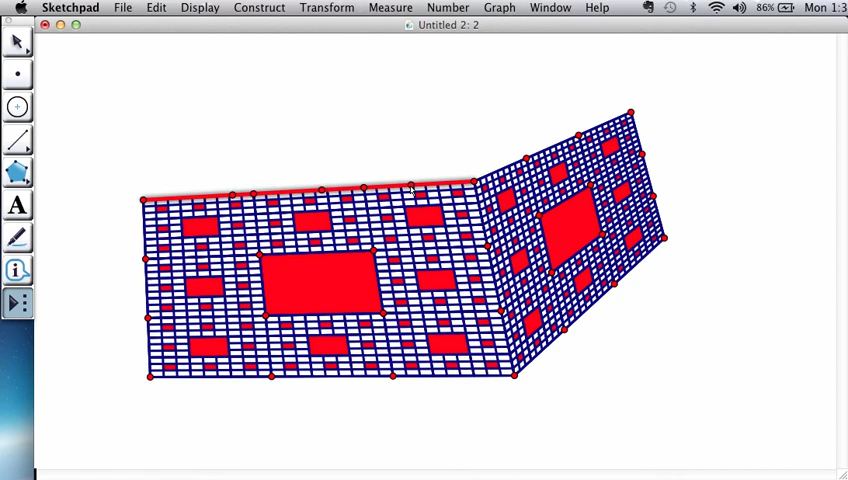 Sketchpad File Edit Display Construct Transform Measure Number Graph Window Help 86% Mon 1:3
Untitled 2: 2
A
i